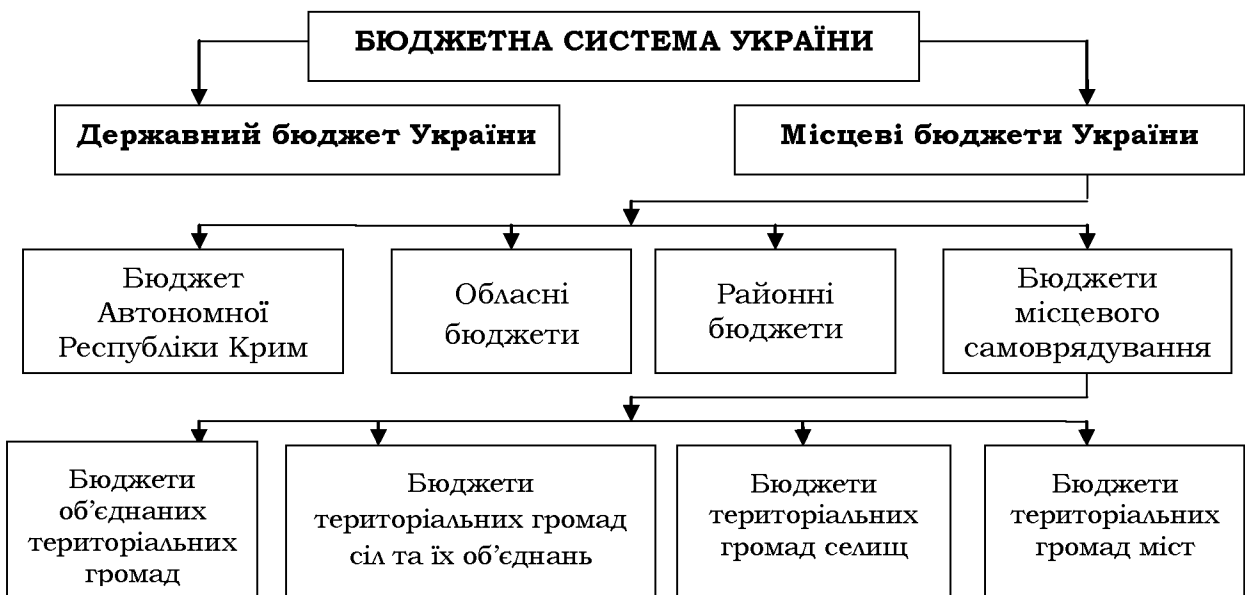 БЮДЖЕТНА СИСТЕМА УКРАЇНИ
Державний бюджет України
Місцеві бюджети України
Бюджет
Автономної
Республіки Крим
Обласні
бюджети
Районні
бюджети
Бюджети
місцевого
самоврядування
Бюджети
об’єднаних
територіальних
громад
Бюджети
територіальних громад
сіл та їх об’єднань
Бюджети
територіальних
громад селищ
Бюджети
територіальних
громад міст